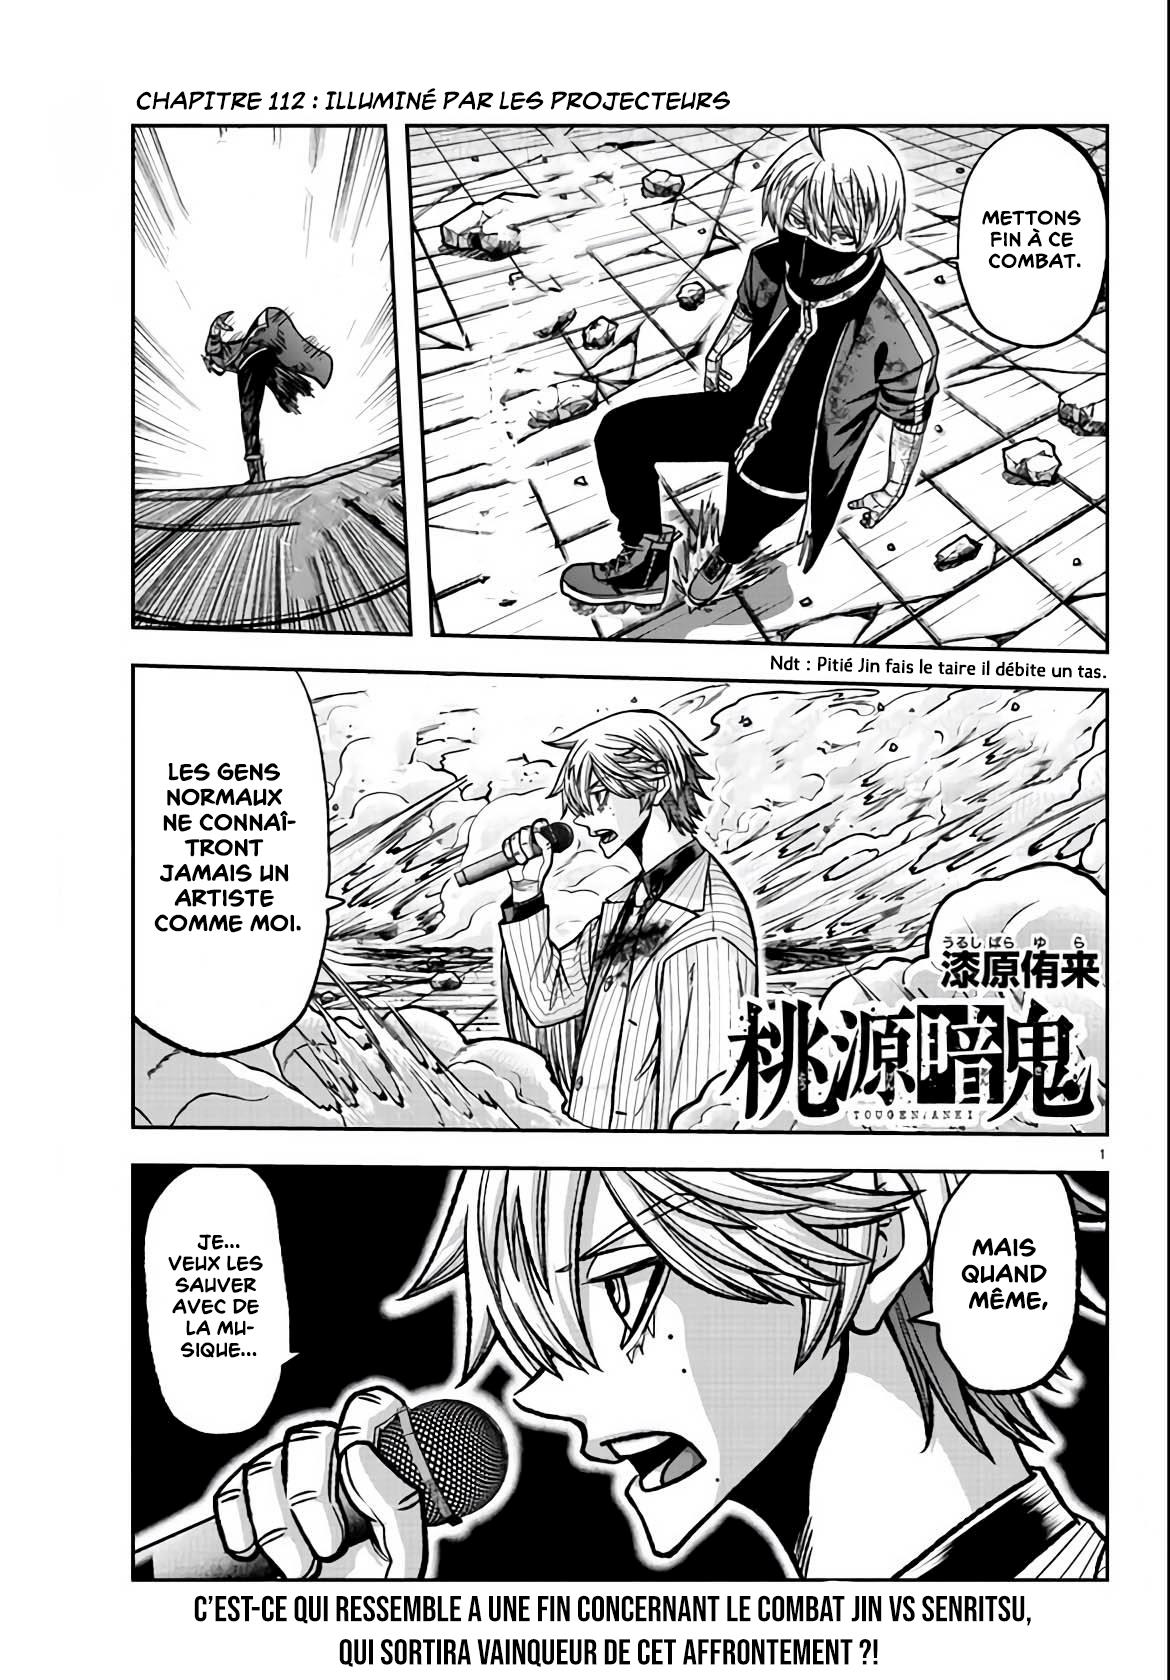 CHAPITRE 112 : ILLUMINÉ PAR LES PROJECTEURS
METTONS
FIN À CE
COMBAT.
Ndt : Pitié Jin fais le taire il débite un tas.
LES GENS
NORMAUX
NE CONNAÎ-
TRONT
JAMAIS UN
ARTISTE
COMME MOI.
うるしばら ゆら
漆原侑来
桃源暗鬼
TOUGEN ANKI
1
MAIS
QUAND
MÊME,
JE...
VEUX LES
SAUVER
AVEC DE
LA MU-
SIQUE...
C'EST-CE QUI RESSEMBLE A UNE FIN CONCERNANT LE COMBAT JIN VS SENRITSU,
QUI SORTIRA VAINQUEUR DE CET AFFRONTEMENT ?!